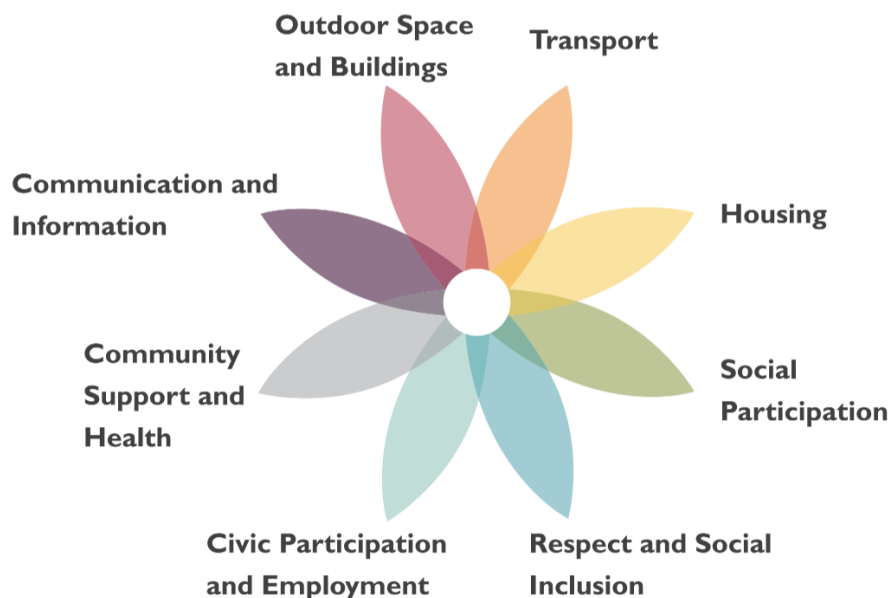 Outdoor Space
and Buildings
Transport
Housing
Social
Participation
Respect and Social
Inclusion
Civic Participation
and Employment
Community
Support and
Health
Communication and
Information